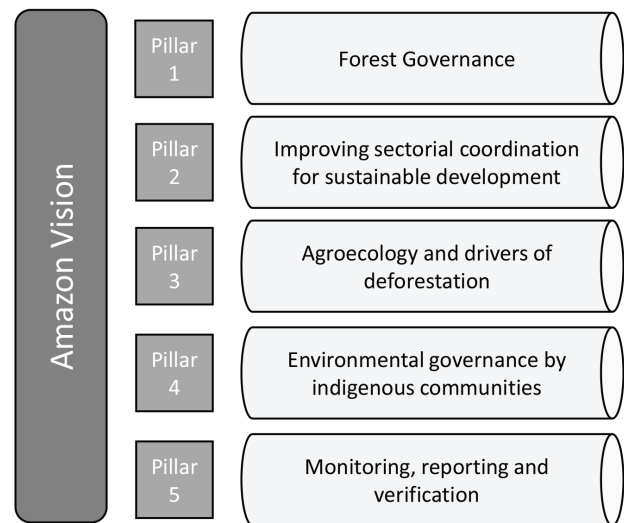 Amazon Vision
Pillar
1
Forest Governance
Pillar
2
Improving sectorial coordination
for sustainable development
Pillar
3
Agroecology and drivers of
deforestation
Pillar
4
Environmental governance by
indigenous communities
Pillar
5
Monitoring, reporting and
verification